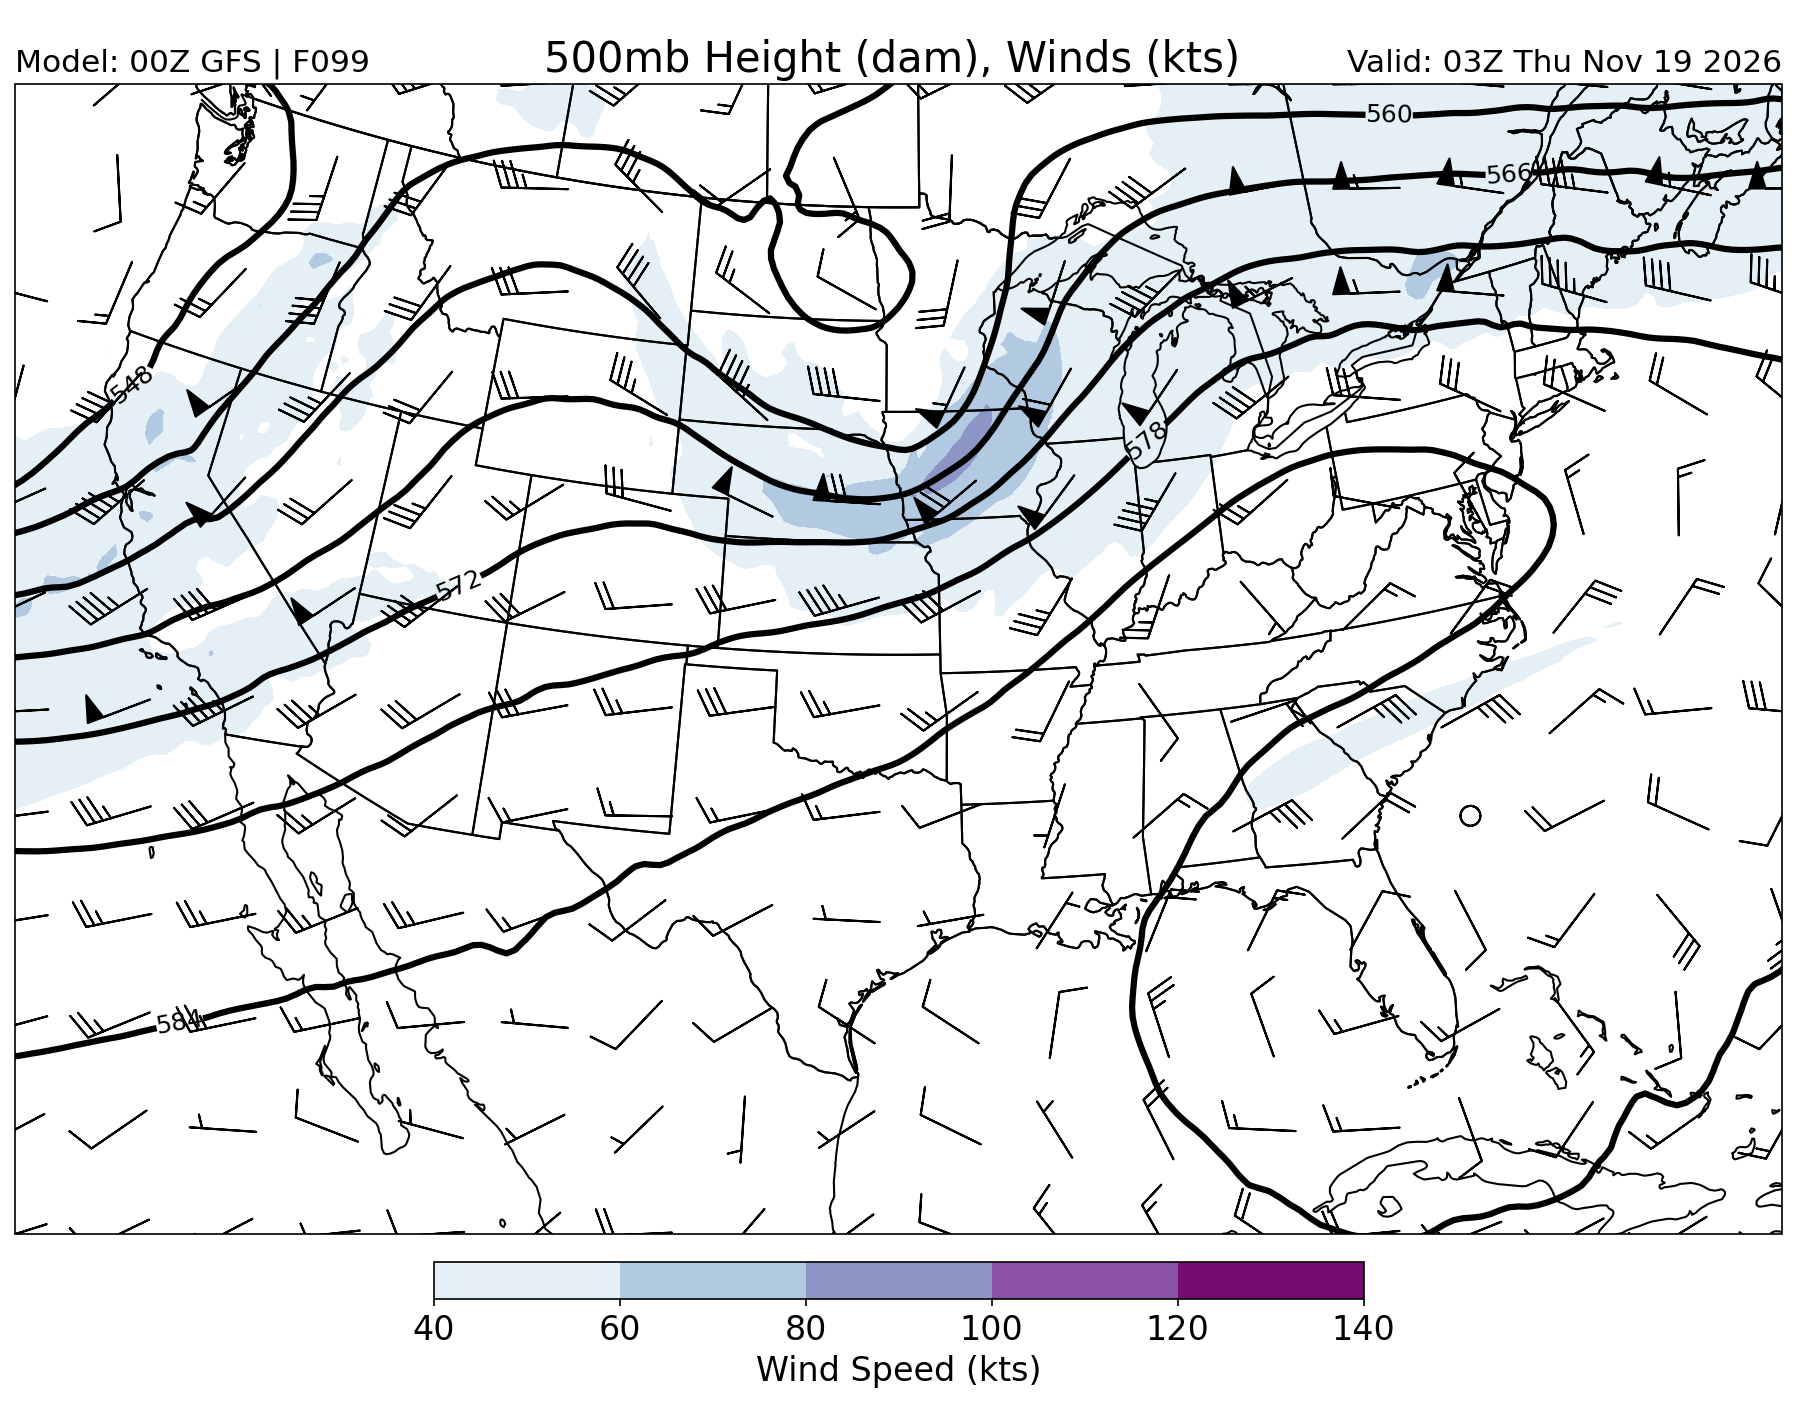 Model: 00Z GFS | F099
500mb Height (dam), Winds (kts)
Valid: 03Z Thu Nov 19 2026
560
566
548
578
572
584
40 60 80 100 120 140
Wind Speed (kts)